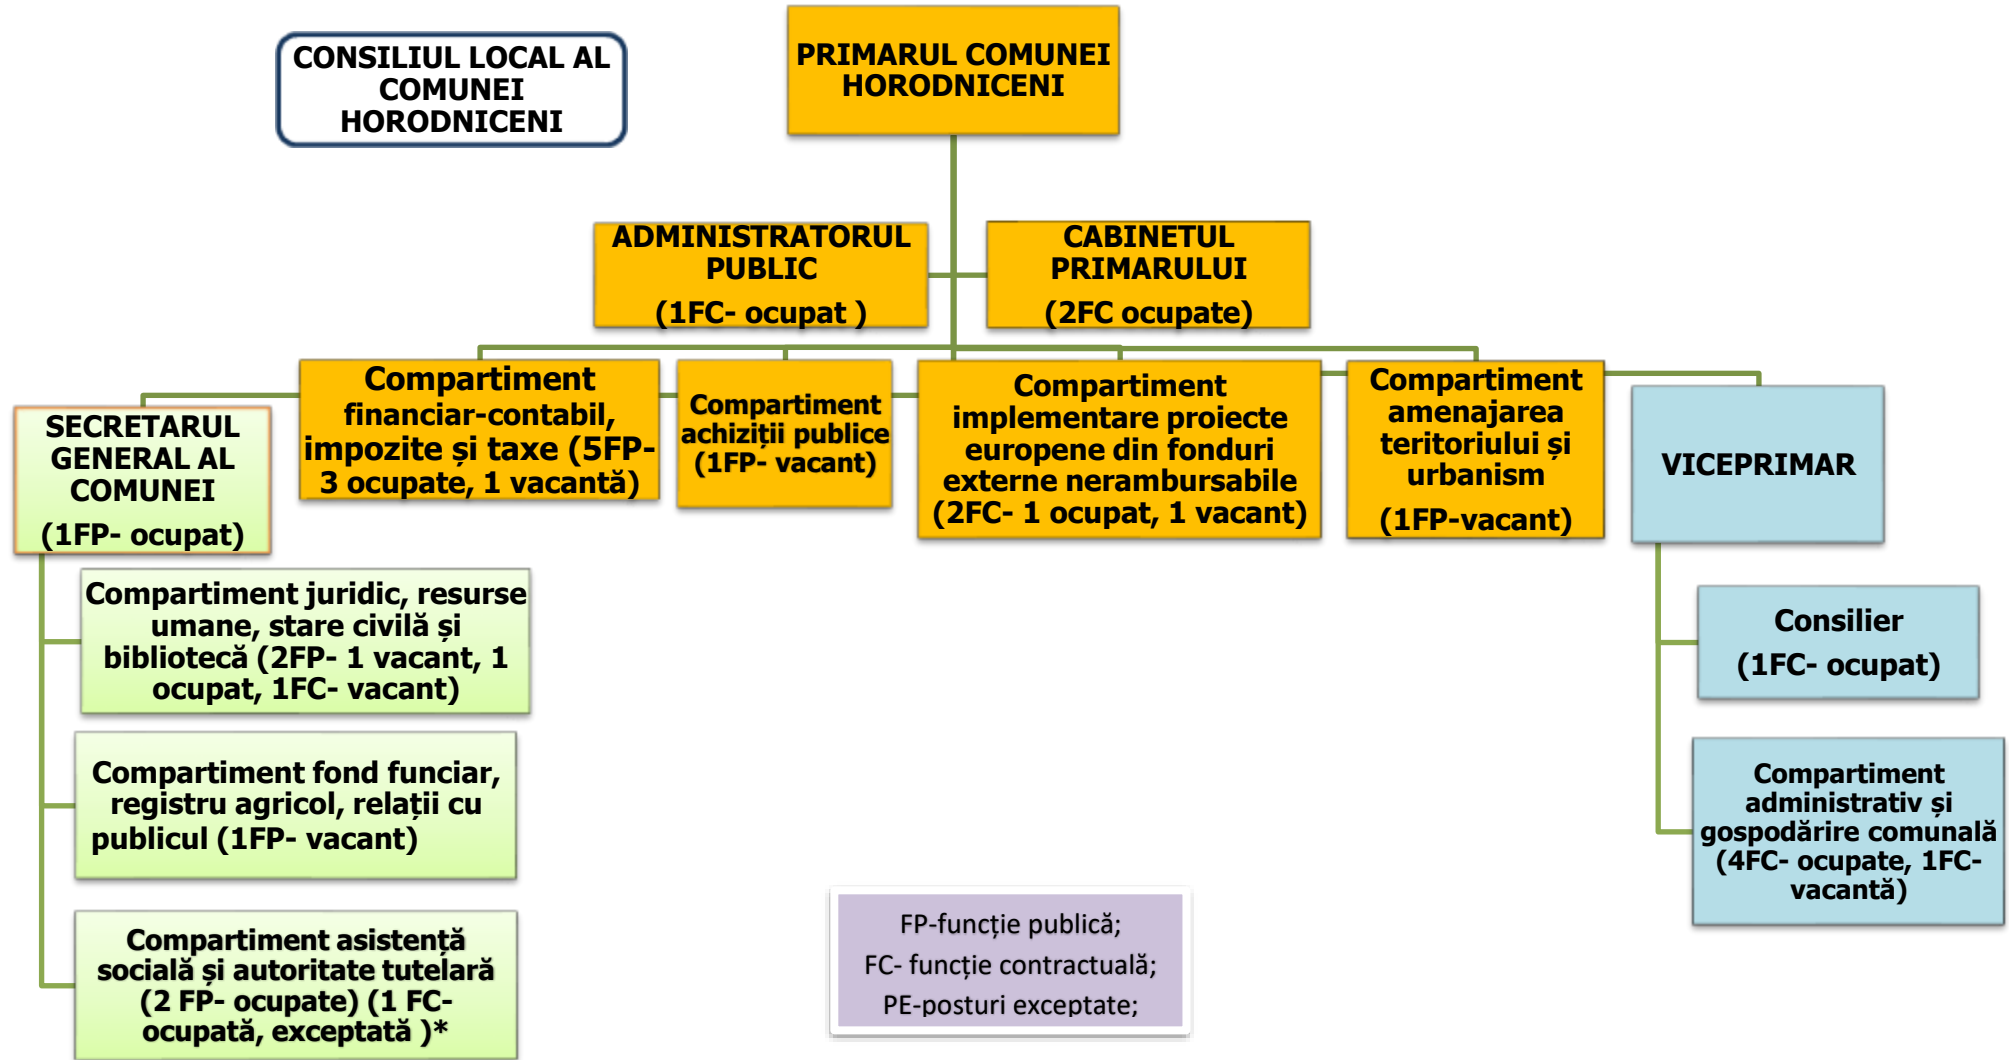 CONSILIUL LOCAL AL
COMUNEI
HORODNICENI
PRIMARUL COMUNEI
HORODNICENI
ADMINISTRATORUL
PUBLIC
(1FC- ocupat )
CABINETUL
PRIMARULUI
(2FC ocupate)
SECRETARUL
GENERAL AL
COMUNEI
(1FP- ocupat)
Compartiment
financiar-contabil,
impozite și taxe (5FP-
3 ocupate, 1 vacantă)
Compartiment
achiziții publice
(1FP- vacant)
Compartiment
implementare proiecte
europene din fonduri
externe nerambursabile
(2FC- 1 ocupat, 1 vacant)
Compartiment
amenajarea
teritoriului și
urbanism
(1FP-vacant)
VICEPRIMAR
Compartiment juridic, resurse
umane, stare civilă și
bibliotecă (2FP- 1 vacant, 1
ocupat, 1FC- vacant)
Compartiment fond funciar,
registru agricol, relații cu
publicul (1FP- vacant)
Compartiment asistență
socială și autoritate tutelară
(2 FP- ocupate) (1 FC-
ocupată, exceptată )*
Consilier
(1FC- ocupat)
Compartiment
administrativ și
gospodărire comunală
(4FC- ocupate, 1FC-
vacantă)
FP-funcție publică;
FC- funcție contractuală;
PE-posturi exceptate;